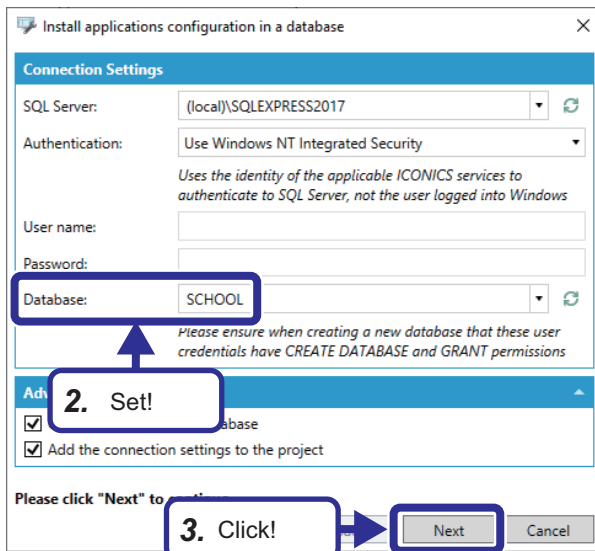 Install applications configuration in a database
Connection Settings
SQL Server: (local)\SQLEXPRESS2017
Authentication: Use Windows NT Integrated Security
Uses the identity of the applicable ICONICS services to
authenticate to SQL Server, not the user logged into Windows
User name:
Password:
Database: SCHOOL
Please ensure when creating a new database that these user
credentials have CREATE DATABASE and GRANT permissions
2. Set!
Add the connection settings to the project
Please click "Next" to
3. Click!
Next
Cancel